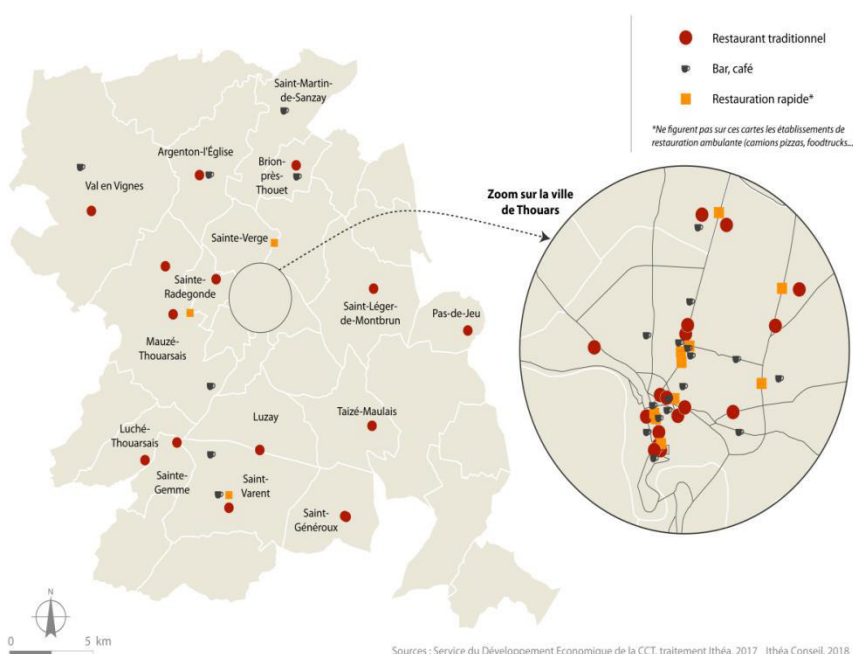 Restaurant traditionnel
Bar, café
Restauration rapide*
*Ne figurent pas sur ces cartes les établissements de
restauration ambulante (camions pizzas, foodtrucks...
Saint-Martin-
de-Sanzay
Argenton-l'Église
Brion-
près-
Thouet
Val en Vignes
Zoom sur la ville
de Thouars
Sainte-Verge
Sainte-
Radegonde
Saint-Léger-
de-Montbrun
Pas-de-Jeu
Mauzé-
Thouarsais
Luzay
Taizé-Maulais
Luché-
Thouarsais
Sainte-
Gemme
Saint-
Varent
Saint-
Généroux
N
0 5 km
Sources : Service du Développement Economique de la CCT, traitement Ithéa, 2017 Ithéa Conseil, 2018